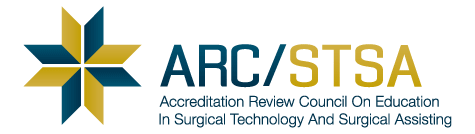 ARC/STSA
Accreditation Review Council On Education
In Surgical Technology And Surgical Assisting